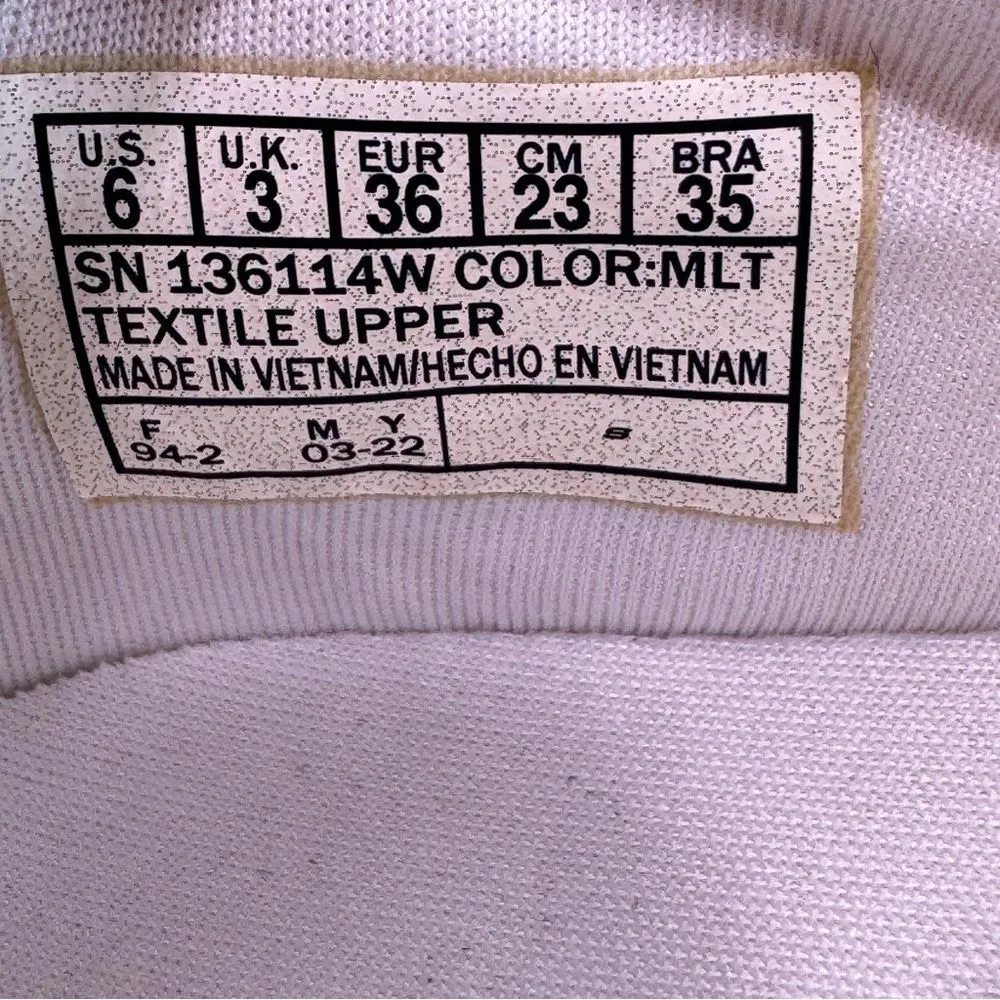 U.S. U.K. EUR CM BRA
6 3 36 23 35
SN 136114W COLOR:MLT
TEXTILE UPPER
MADE IN VIETNAM/HECHO EN VIETNAM
F M Y
94-2 03-22